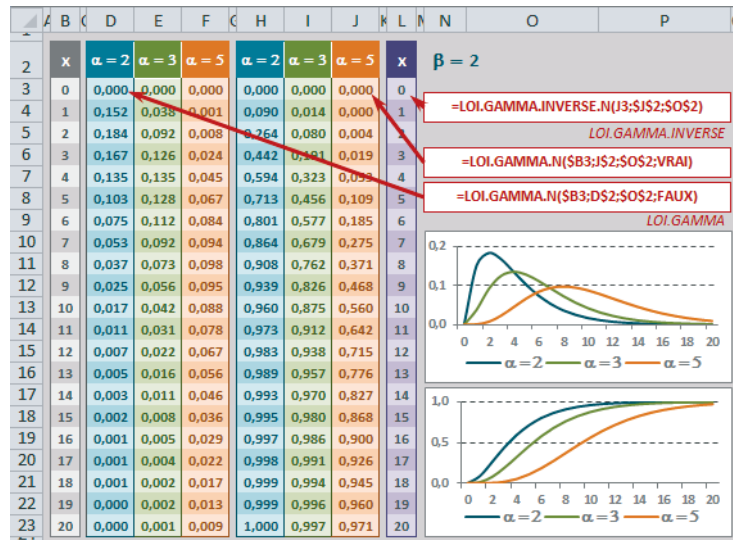 A B C D E F G H I J K L M N O P
2 x α = 2 α = 3 α = 5 α = 2 α = 3 α = 5 x β = 2
3 0 0,000 0,000 0,000 0,000 0,000 0,000 0
=LOI.GAMMA.INVERSE.N(J3;$J$2;$O$2)
4 1 0,152 0,038 0,001 0,090 0,014 0,000 1
5 2 0,184 0,092 0,008 0,264 0,080 0,004 2
LOI.GAMMA.INVERSE
6 3 0,167 0,126 0,024 0,442 0,191 0,019 3
=LOI.GAMMA.N($B3;J$2;$O$2;VRAI)
7 4 0,135 0,135 0,045 0,594 0,323 0,053 4
8 5 0,103 0,128 0,067 0,713 0,456 0,109 5
=LOI.GAMMA.N($B3;D$2;$O$2;FAUX)
9 6 0,075 0,112 0,084 0,801 0,577 0,185 6
LOI.GAMMA
10 7 0,053 0,092 0,094 0,864 0,679 0,275 7
11 8 0,037 0,073 0,098 0,908 0,762 0,371 8
12 9 0,025 0,056 0,095 0,939 0,826 0,468 9
13 10 0,017 0,042 0,088 0,960 0,875 0,560 10
14 11 0,011 0,031 0,078 0,973 0,912 0,642 11
15 12 0,007 0,022 0,067 0,983 0,938 0,715 12
16 13 0,005 0,016 0,056 0,989 0,957 0,776 13
17 14 0,003 0,011 0,046 0,993 0,970 0,827 14
18 15 0,002 0,008 0,036 0,995 0,980 0,868 15
19 16 0,001 0,005 0,029 0,997 0,986 0,900 16
20 17 0,001 0,004 0,022 0,998 0,991 0,926 17
21 18 0,001 0,002 0,017 0,999 0,994 0,945 18
22 19 0,000 0,002 0,013 0,999 0,996 0,960 19
23 20 0,000 0,001 0,009 1,000 0,997 0,971 20
0,2
0,1
0,0
0 2 4 6 8 10 12 14 16 18 20
α=2 α=3 α=5
1,0
0,5
0,0
0 2 4 6 8 10 12 14 16 18 20
α=2 α=3 α=5